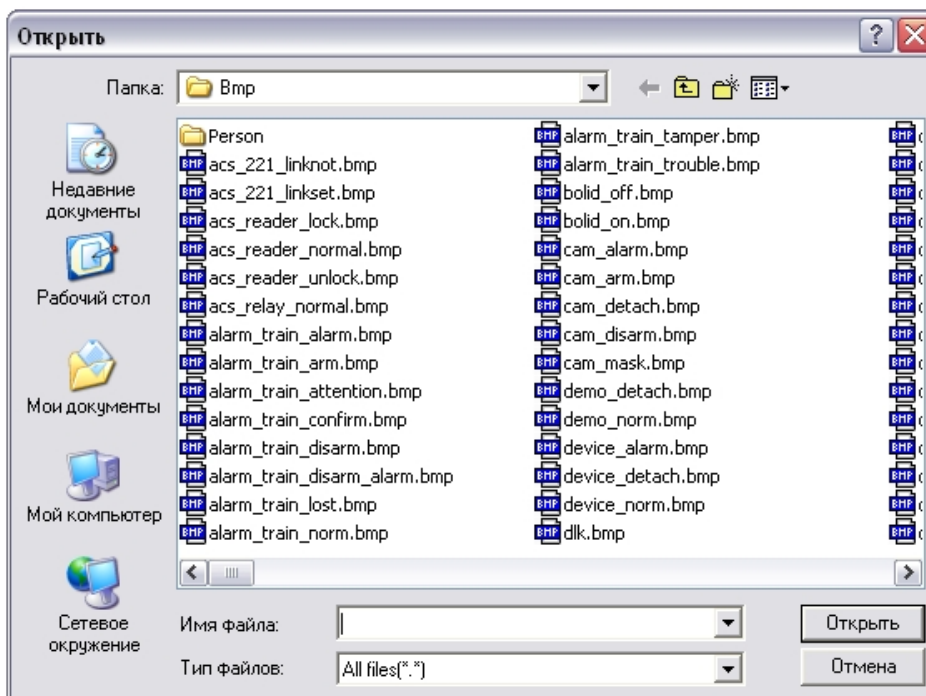 Открыть
Папка: Bmp
Недавние
документы
Рабочий стол
Мои документы
Мой компьютер
Сетевое
окружение
Person
acs_221_linknot.bmp
acs_221_linkset.bmp
acs_reader_lock.bmp
acs_reader_normal.bmp
acs_reader_unlock.bmp
acs_relay_normal.bmp
alarm_train_alarm.bmp
alarm_train_arm.bmp
alarm_train_attention.bmp
alarm_train_confirm.bmp
alarm_train_disarm.bmp
alarm_train_disarm_alarm.bmp
alarm_train_lost.bmp
alarm_train_norm.bmp
alarm_train_tamper.bmp
alarm_train_trouble.bmp
bolid_off.bmp
bolid_on.bmp
cam_alarm.bmp
cam_arm.bmp
cam_detach.bmp
cam_disarm.bmp
cam_mask.bmp
demo_detach.bmp
demo_norm.bmp
device_alarm.bmp
device_detach.bmp
device_norm.bmp
dlk.bmp
Имя файла:
Открыть
Тип файлов: All files(*.*)
Отмена